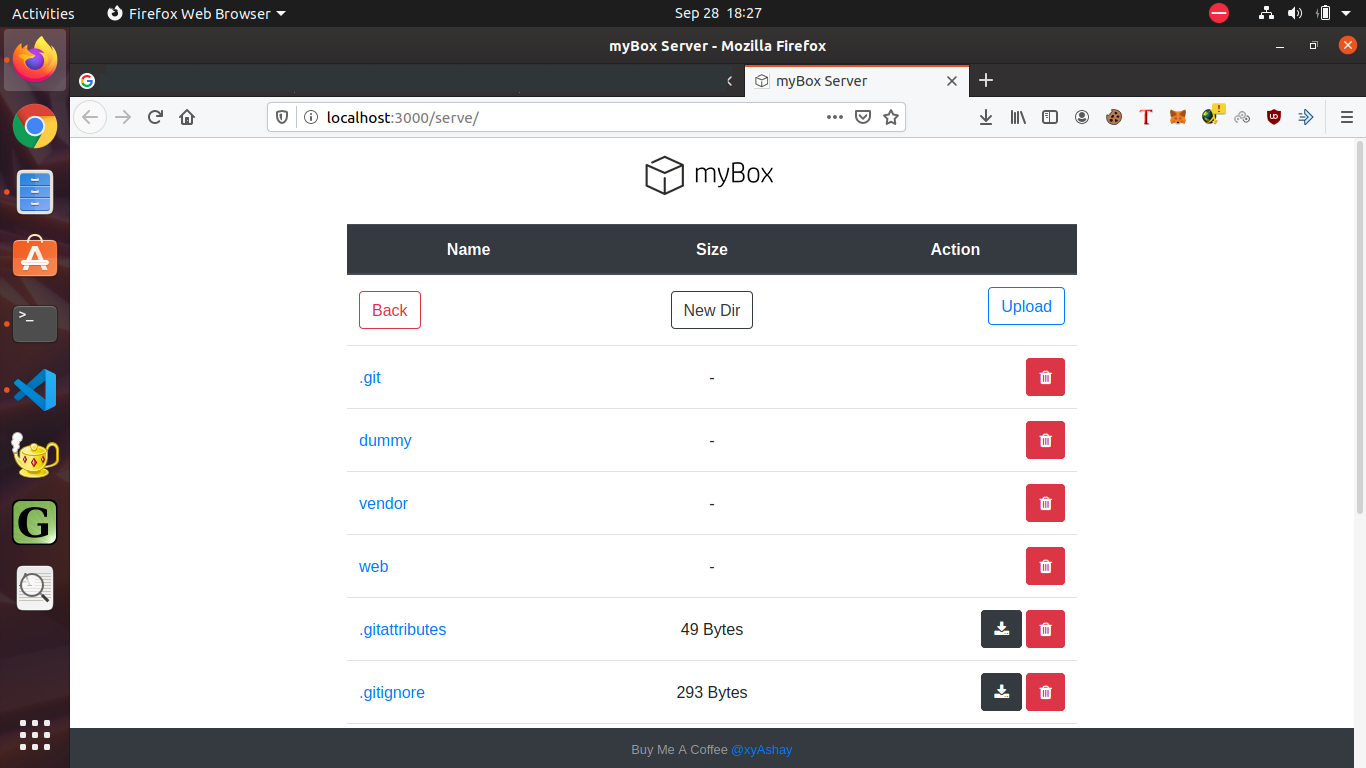 Activities Firefox Web Browser Sep 28 18:27
myBox Server - Mozilla Firefox
myBox Server
localhost:3000/serve/
myBox
Name Size Action
Back New Dir Upload
.git -
dummy -
vendor -
web -
.gitattributes 49 Bytes
.gitignore 293 Bytes
Buy Me A Coffee @xyAshay